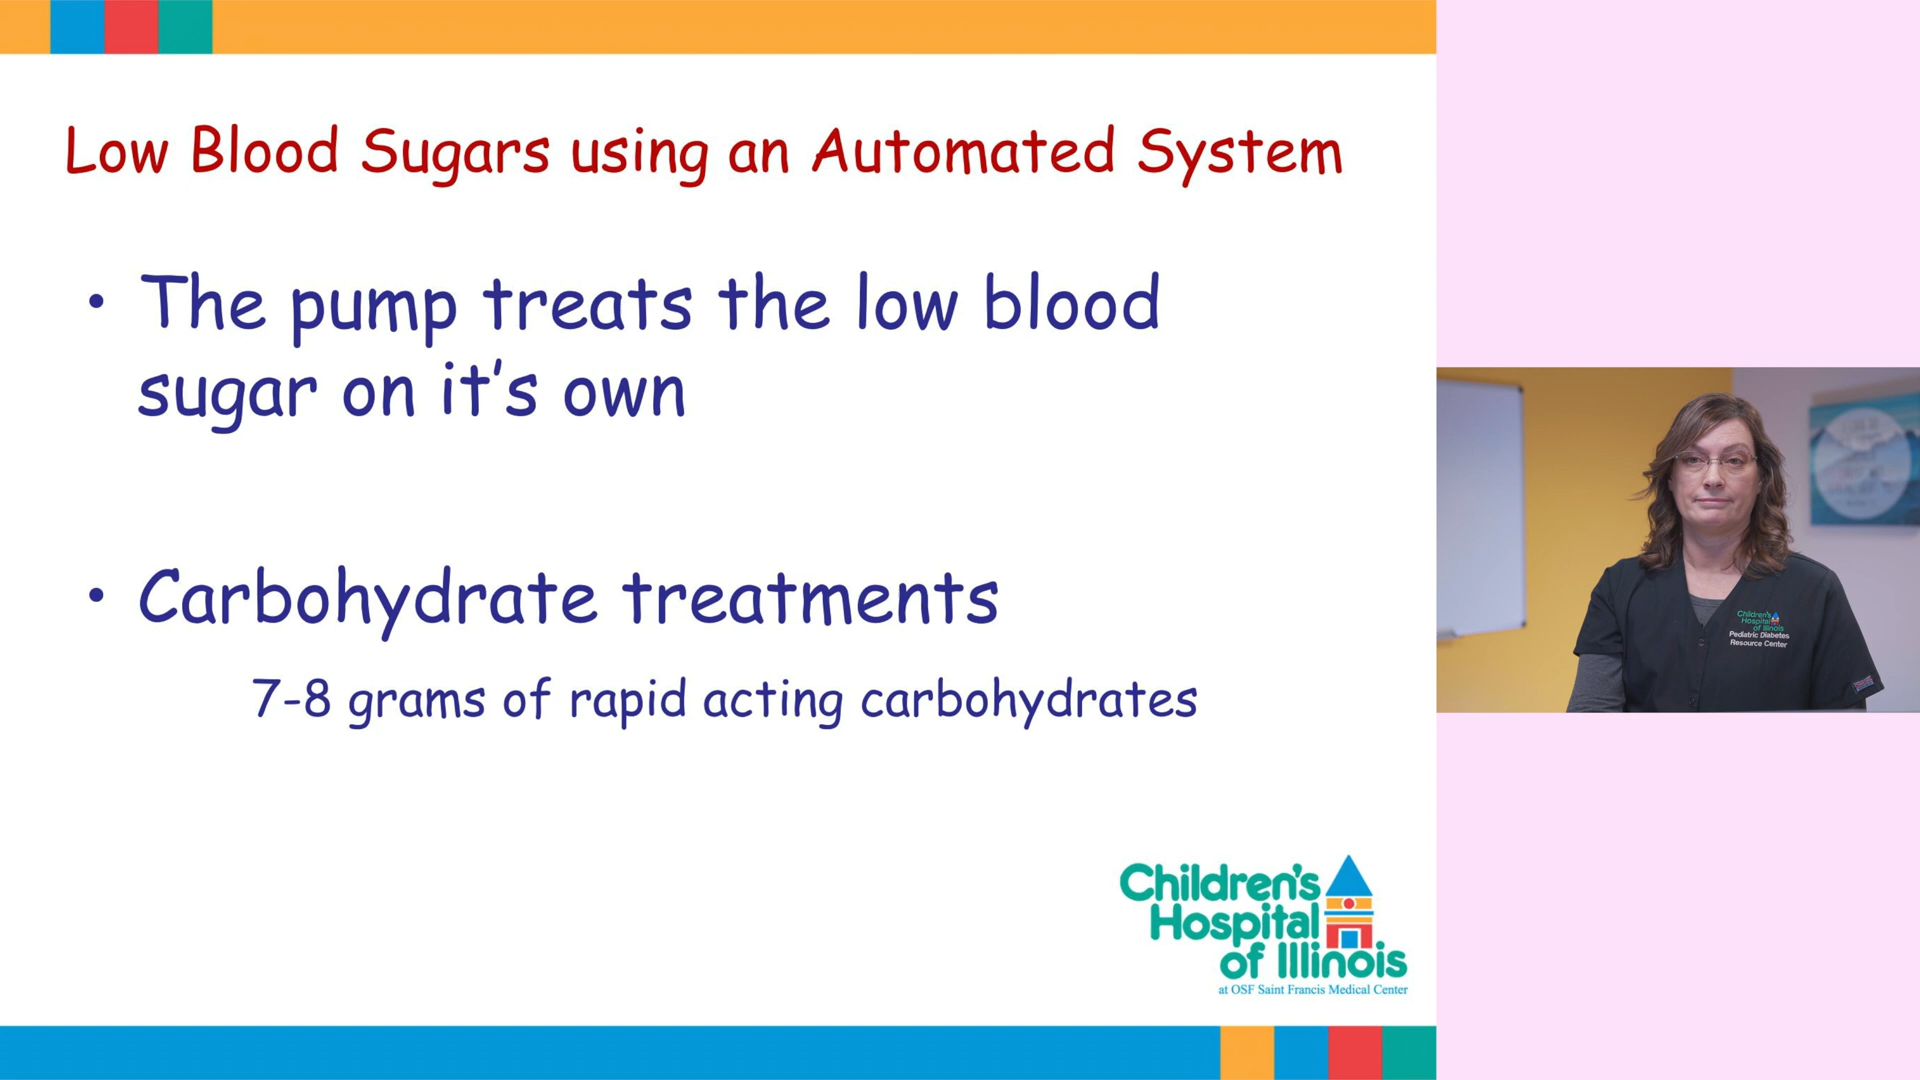 Low Blood Sugars using an Automated System
• The pump treats the low blood
sugar on it's own
• Carbohydrate treatments
7-8 grams of rapid acting carbohydrates
Children's
Hospital
of Illinois
at OSF Saint Francis Medical Center
Children's
Hospital
of Illinois
Pediatric Diabetes
Resource Center